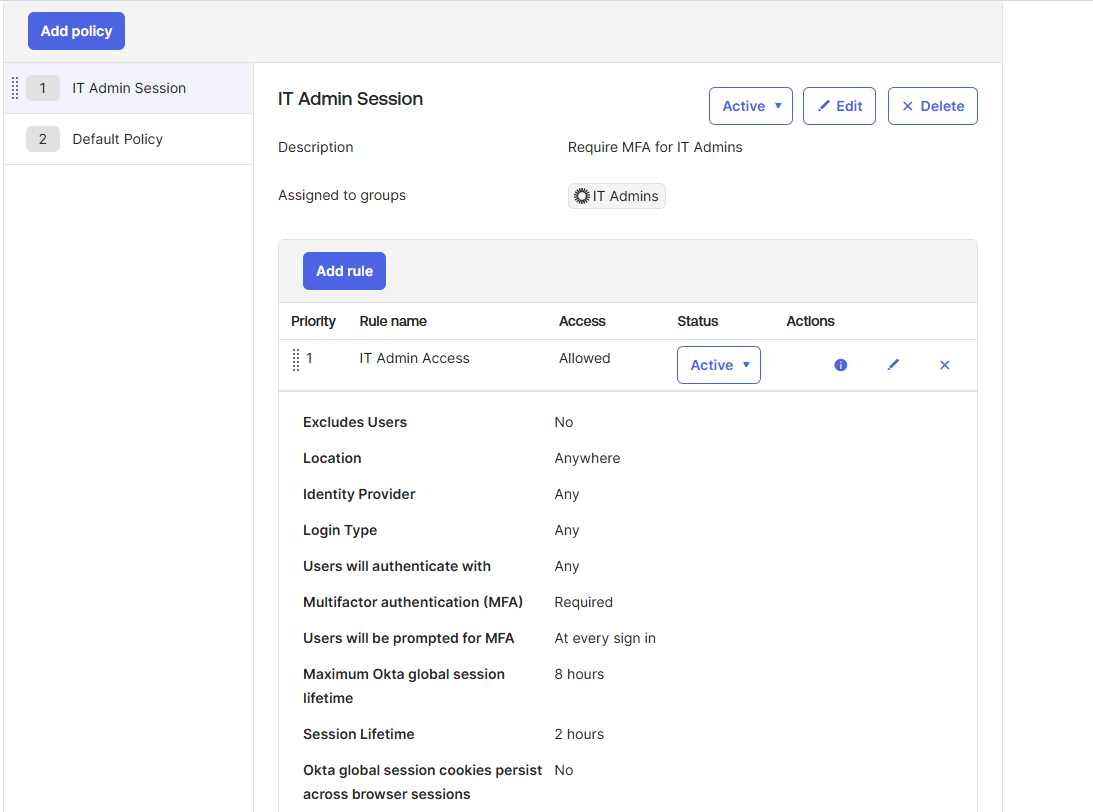 Add policy
1 IT Admin Session
2 Default Policy
IT Admin Session
Active Edit Delete
Description Require MFA for IT Admins
Assigned to groups IT Admins
Add rule
Priority Rule name Access Status Actions
1 IT Admin Access Allowed Active
Excludes Users No
Location Anywhere
Identity Provider Any
Login Type Any
Users will authenticate with Any
Multifactor authentication (MFA) Required
Users will be prompted for MFA At every sign in
Maximum Okta global session 8 hours
lifetime
Session Lifetime 2 hours
Okta global session cookies persist No
across browser sessions